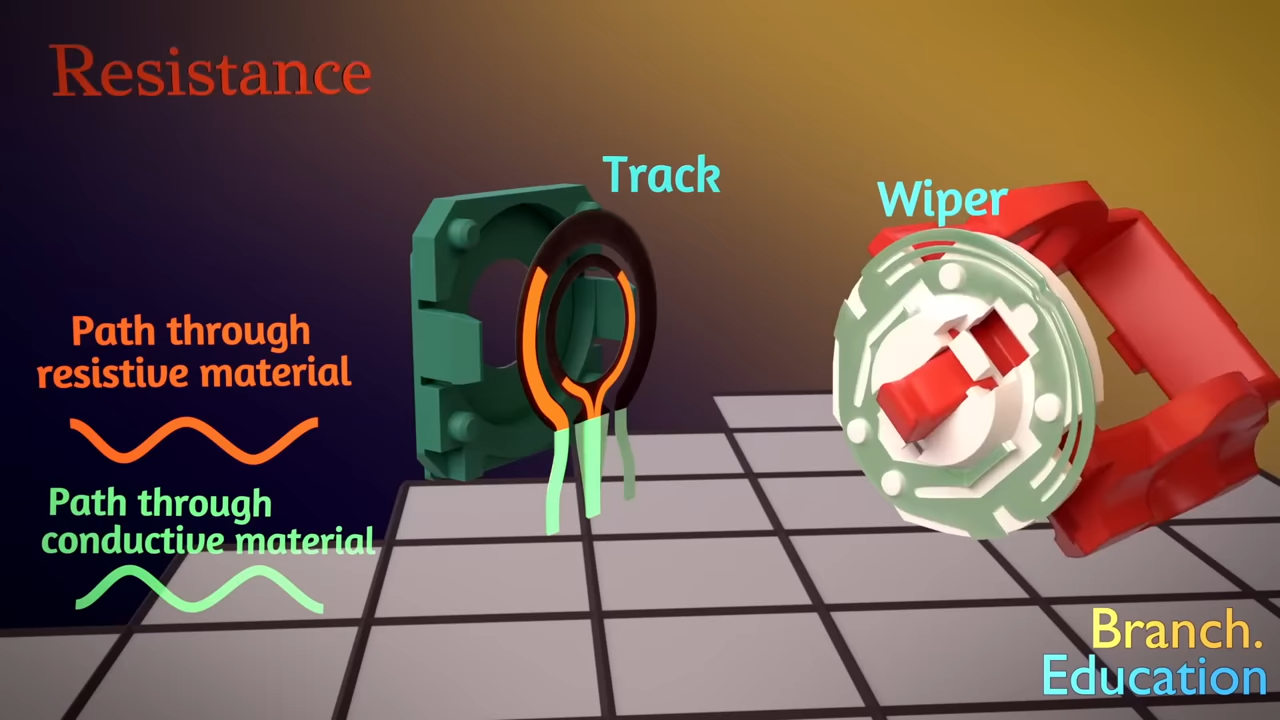 Resistance
Track
Wiper
Path through
resistive material
Path through
conductive material
Branch.
Education